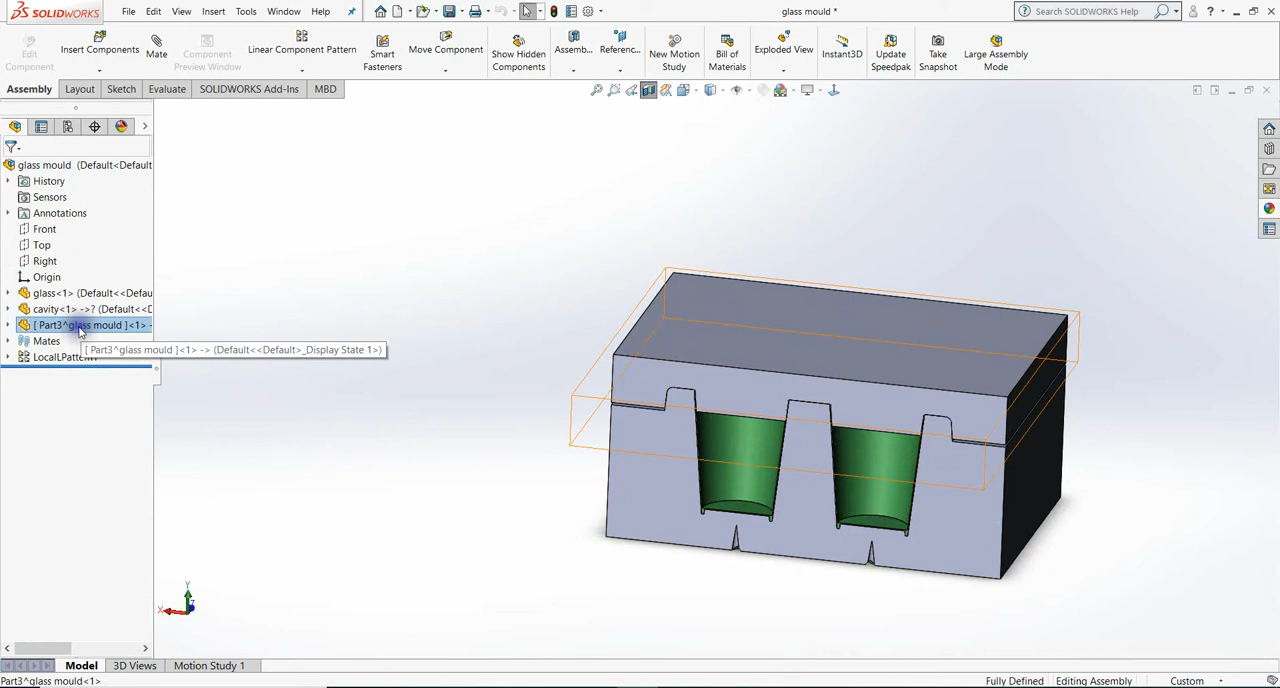 SOLIDWORKS
File Edit View Insert Tools Window Help
glass mould *
Search SOLIDWORKS Help
Edit Component
Insert Components
Mate
Component Preview Window
Linear Component Pattern
Smart Fasteners
Move Component
Show Hidden Components
Assemb...
Referenc...
New Motion Study
Bill of Materials
Exploded View
Instant3D
Update Speedpak
Take Snapshot
Large Assembly Mode
Assembly Layout Sketch Evaluate SOLIDWORKS Add-Ins MBD
glass mould (Default<Default
History
Sensors
Annotations
Front
Top
Right
Origin
glass<1> (Default<<Defau
cavity<1> ->? (Default<<D
[ Part3^glass mould ]<1> -
Mates
[ Part3^glass mould ]<1> -> (Default<<Default>_Display State 1>)
LocalLPattern1
Y
X
Z
Model 3D Views Motion Study 1
Part3^glass mould<1>
Fully Defined Editing Assembly Custom